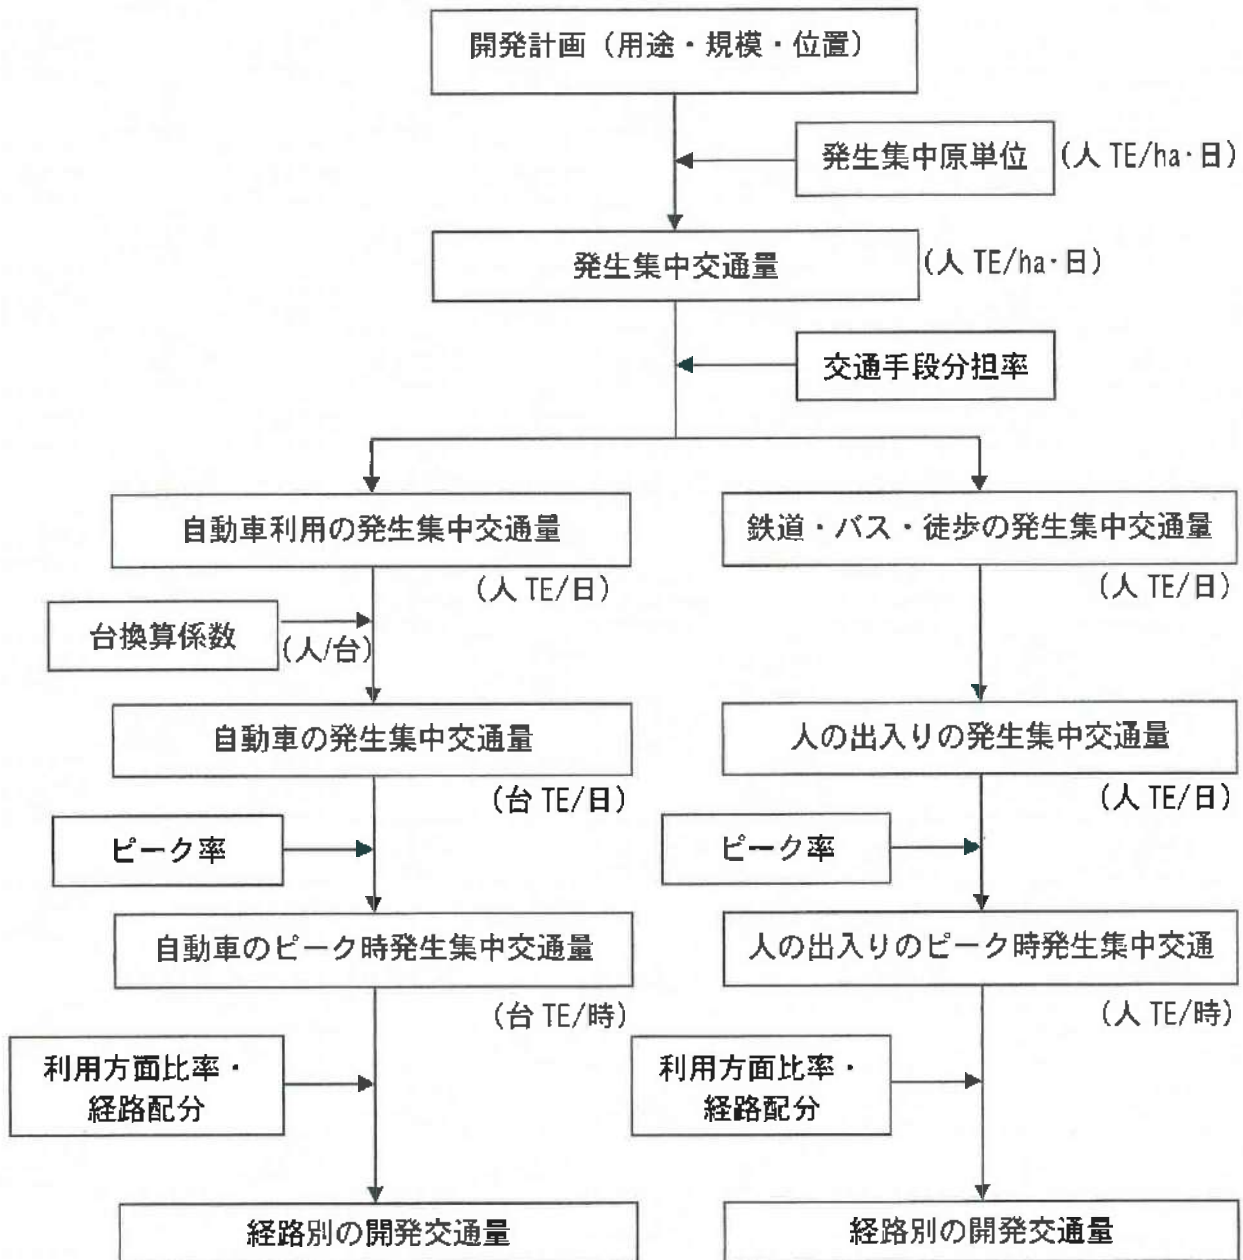 開発計画（用途・規模・位置）
発生集中原単位
(人 TE/ha･日)
発生集中交通量
(人 TE/ha･日)
交通手段分担率
自動車利用の発生集中交通量
(人 TE/日)
鉄道・バス・徒歩の発生集中交通量
(人 TE/日)
台換算係数
(人/台)
自動車の発生集中交通量
(台 TE/日)
人の出入りの発生集中交通量
(人 TE/日)
ピーク率
ピーク率
自動車のピーク時発生集中交通量
(台 TE/時)
人の出入りのピーク時発生集中交通
(人 TE/時)
利用方面比率・
経路配分
利用方面比率・
経路配分
経路別の開発交通量
経路別の開発交通量